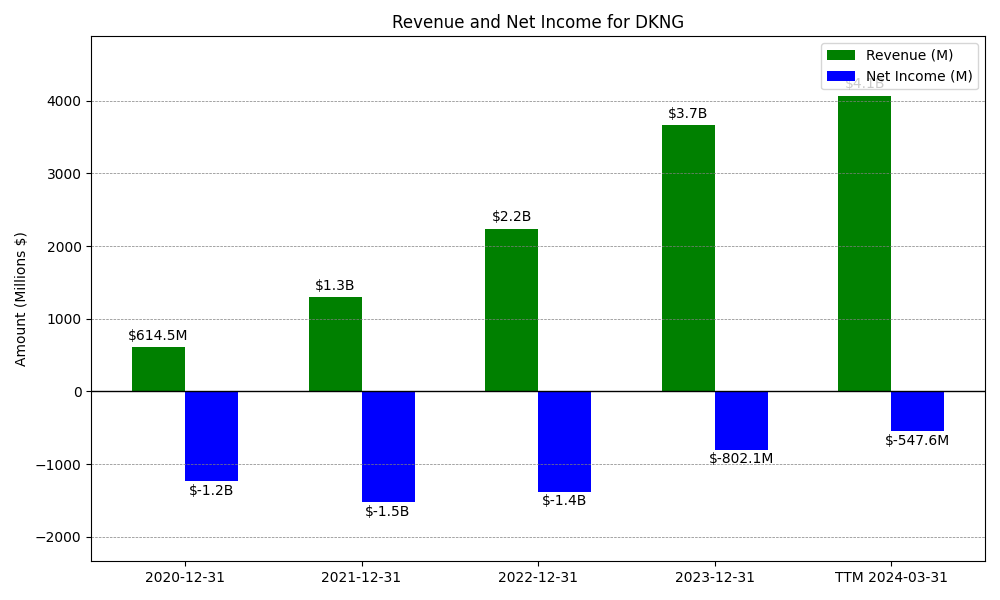 Revenue and Net Income for DKNG
Revenue (M)
Net Income (M)
$4.1B
$3.7B
$2.2B
$1.3B
$614.5M
$-547.6M
$-802.1M
$-1.2B
$-1.4B
$-1.5B
Amount (Millions $)
4000
3000
2000
1000
0
−1000
−2000
2020-12-31
2021-12-31
2022-12-31
2023-12-31
TTM 2024-03-31